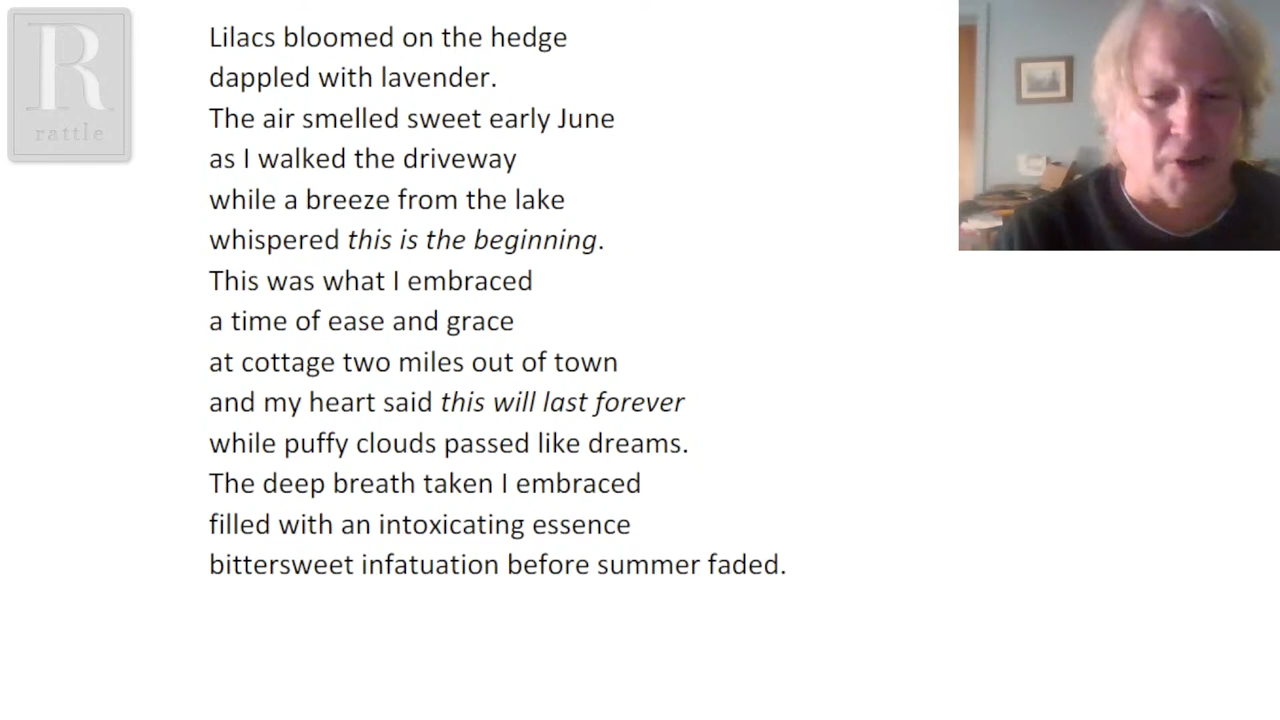 R
rattle
Lilacs bloomed on the hedge
dappled with lavender.
The air smelled sweet early June
as I walked the driveway
while a breeze from the lake
whispered this is the beginning.
This was what I embraced
a time of ease and grace
at cottage two miles out of town
and my heart said this will last forever
while puffy clouds passed like dreams.
The deep breath taken I embraced
filled with an intoxicating essence
bittersweet infatuation before summer faded.